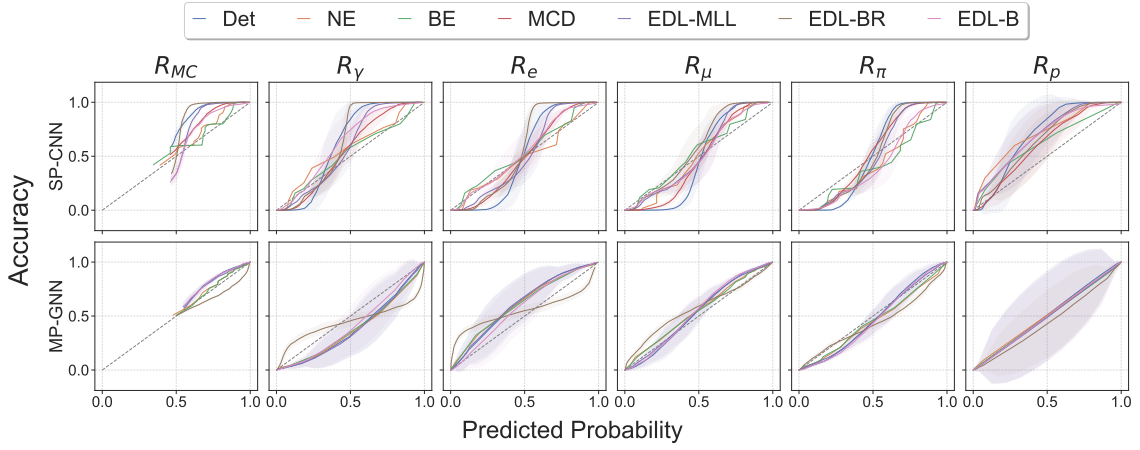 Det NE BE MCD EDL-MLL EDL-BR EDL-B
R_MC R_γ R_e R_μ R_π R_p
Accuracy
SP-CNN
1.0
0.5
0.0
MP-GNN
1.0
0.5
0.0
0.0 0.5 1.0 0.0 0.5 1.0 0.0 0.5 1.0 0.0 0.5 1.0 0.0 0.5 1.0 0.0 0.5 1.0
Predicted Probability